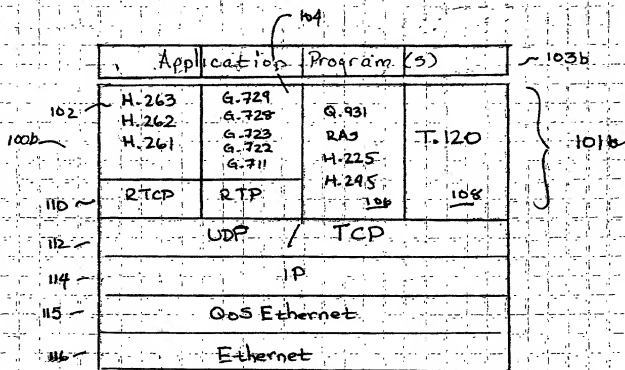 104
Application Program (s) 103b
102 H.263 G.729 Q.931 T.120
H.262 G.728 RAS
H.261 G.723 H.225
G.722 H.245
G.711
100b 101b
110 RTCP RTP 106 108
112 UDP / TCP
114 IP
115 QoS Ethernet
116 Ethernet